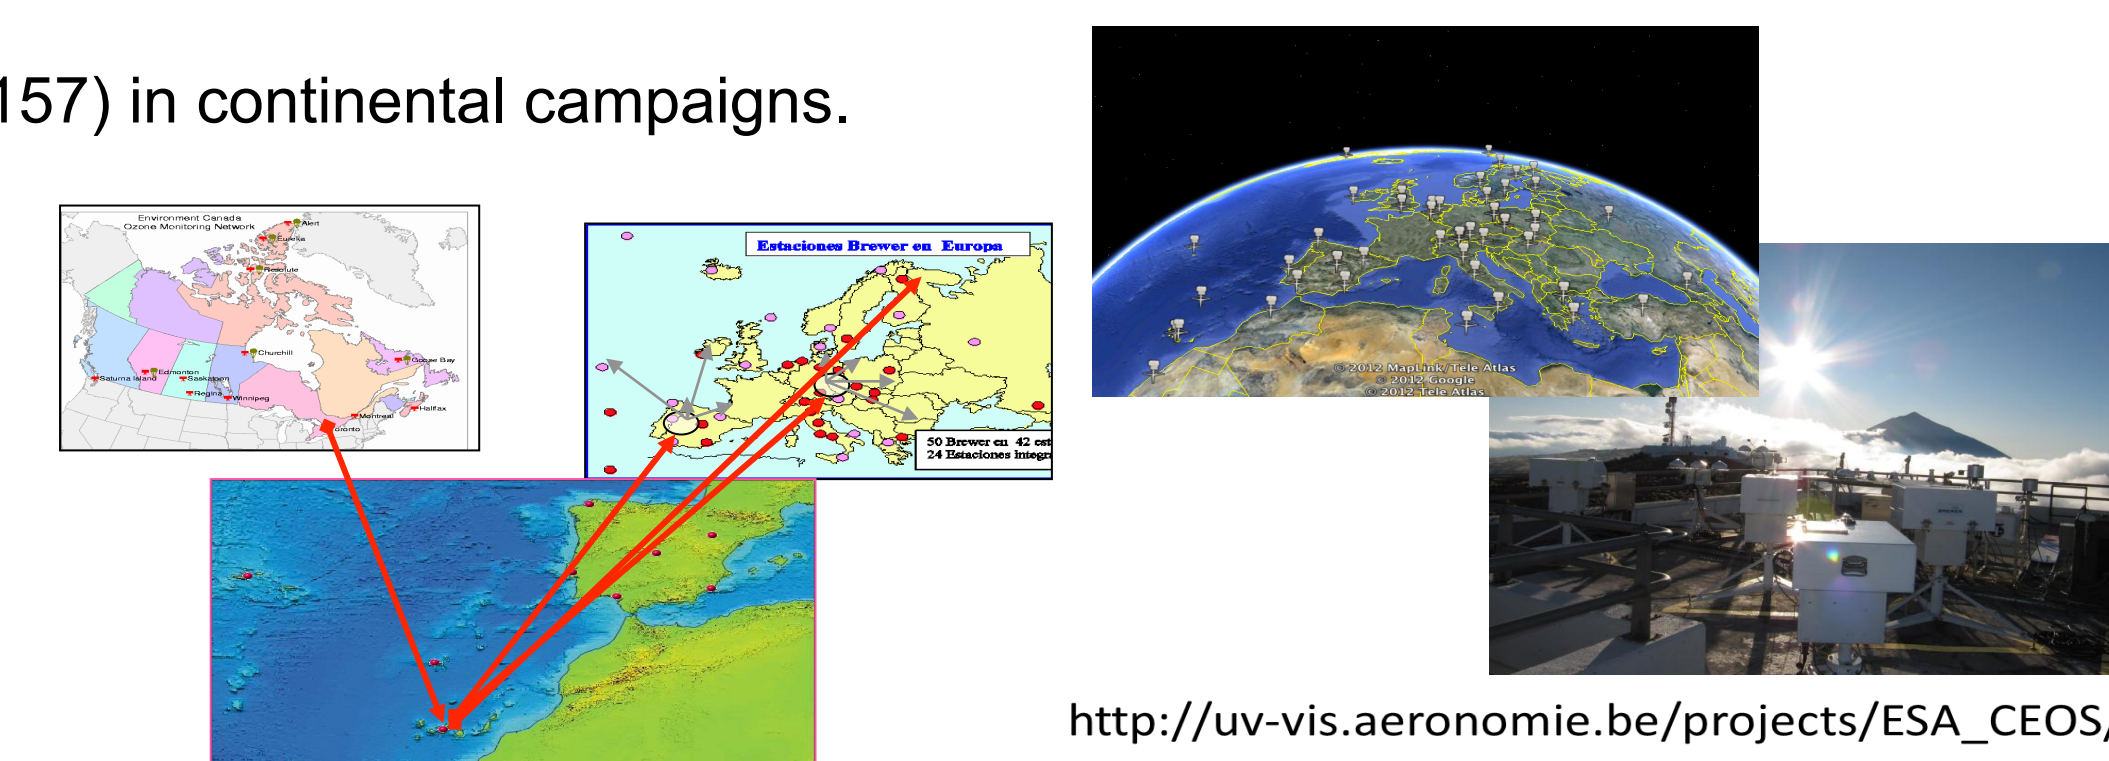 157) in continental campaigns.
Environment Canada
Ozone Monitoring Network
Alert
Eureka
Resolute
Churchill
Goose Bay
Edmonton
Saturna Island
Saskatoon
Regina
Winnipeg
Halifax
Montreal
oronto
Estaciones Brewer en Europa
50 Brewer en 42 est
24 Estaciones integr
© 2012 MapLink/Tele Atlas
© 2012 Google
© 2012 Tele Atlas
BREWER
http://uv-vis.aeronomie.be/projects/ESA_CEOS/